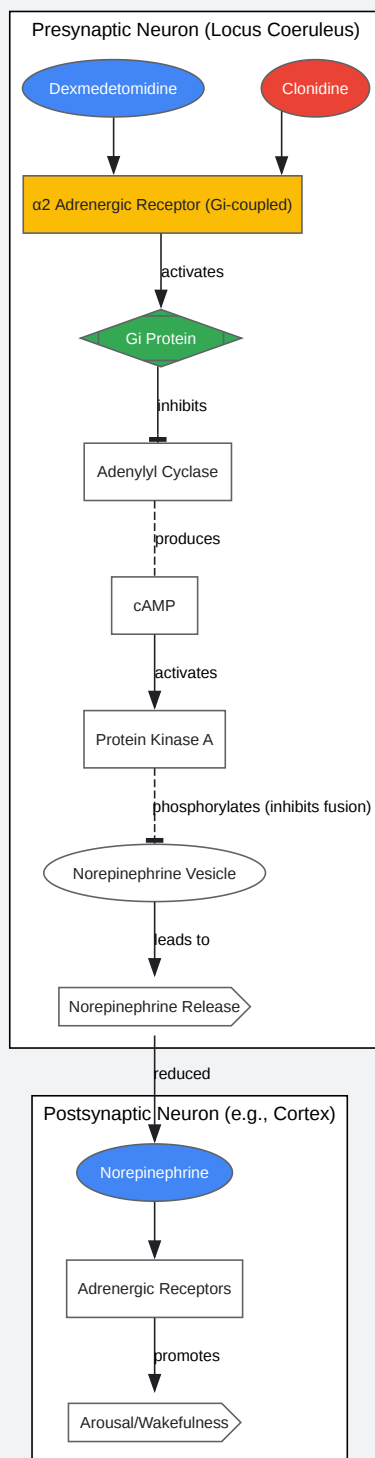 Presynaptic Neuron (Locus Coeruleus)
Dexmedetomidine
Clonidine
α2 Adrenergic Receptor (Gi-coupled)
activates
Gi Protein
inhibits
Adenylyl Cyclase
produces
cAMP
activates
Protein Kinase A
phosphorylates (inhibits fusion)
Norepinephrine Vesicle
leads to
Norepinephrine Release
reduced
Postsynaptic Neuron (e.g., Cortex)
Norepinephrine
Adrenergic Receptors
promotes
Arousal/Wakefulness